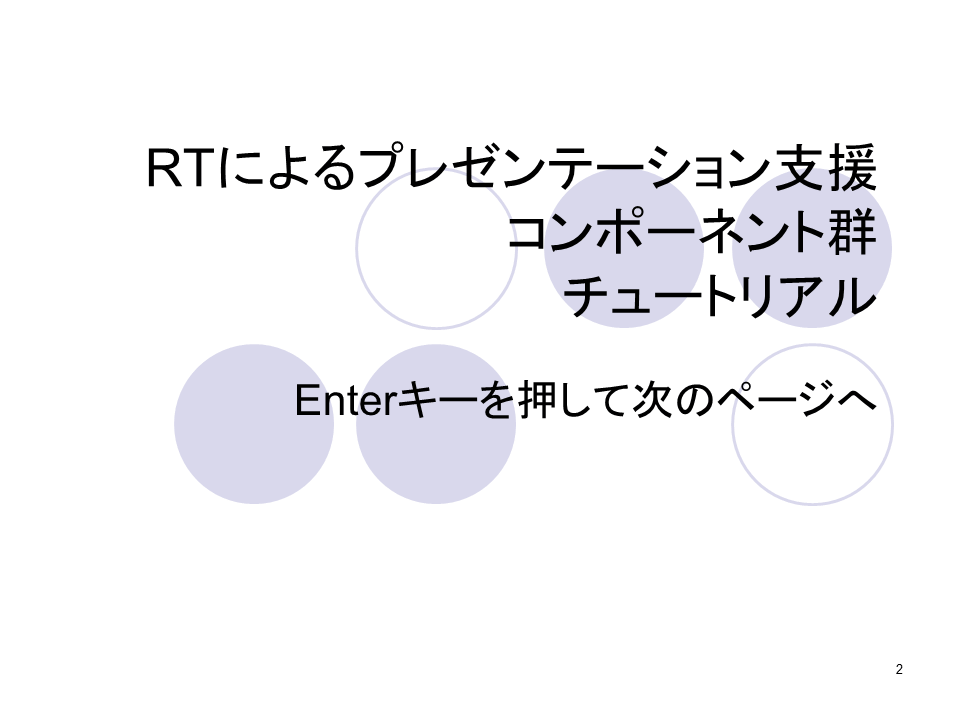 RTによるプレゼンテーション支援
コンポーネント群
チュートリアル
Enterキーを押して次のページへ
2